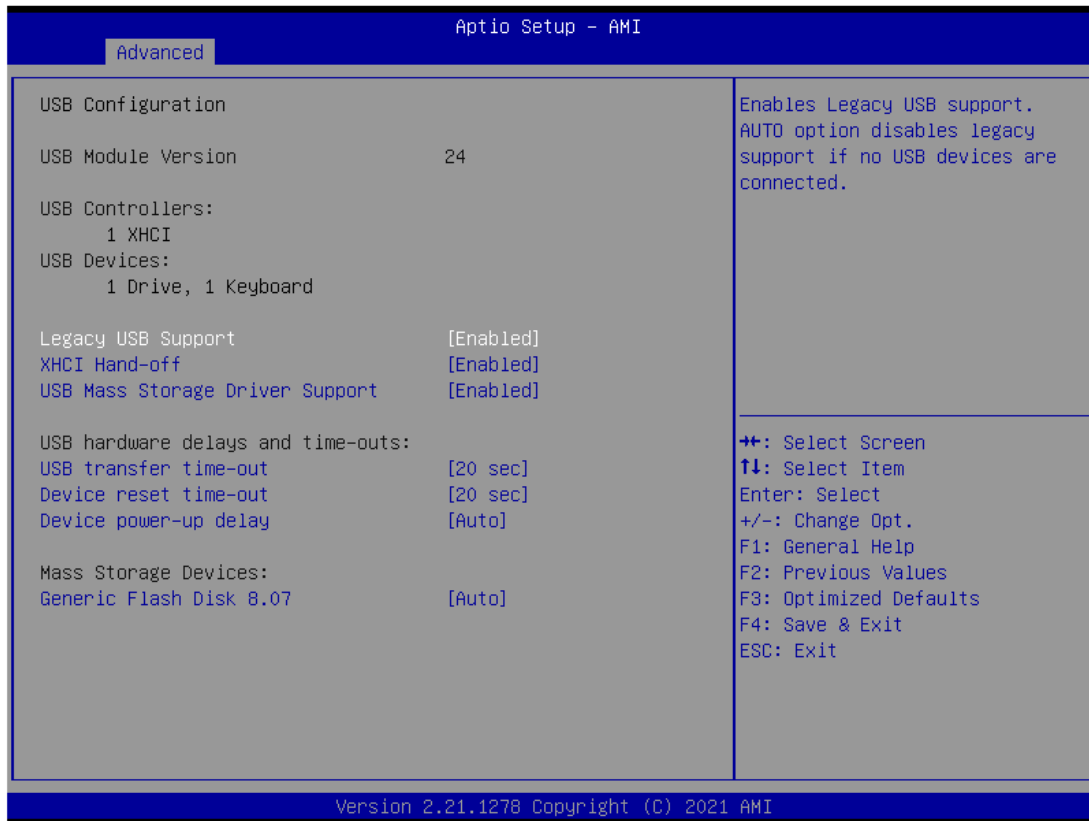 Aptio Setup – AMI
Advanced
USB Configuration
USB Module Version 24
USB Controllers:
1 XHCI
USB Devices:
1 Drive, 1 Keyboard
Legacy USB Support [Enabled]
XHCI Hand-off [Enabled]
USB Mass Storage Driver Support [Enabled]
USB hardware delays and time-outs:
USB transfer time-out [20 sec]
Device reset time-out [20 sec]
Device power-up delay [Auto]
Mass Storage Devices:
Generic Flash Disk 8.07 [Auto]
Enables Legacy USB support.
AUTO option disables legacy
support if no USB devices are
connected.
→←: Select Screen
↑↓: Select Item
Enter: Select
+/-: Change Opt.
F1: General Help
F2: Previous Values
F3: Optimized Defaults
F4: Save & Exit
ESC: Exit
Version 2.21.1278 Copyright (C) 2021 AMI